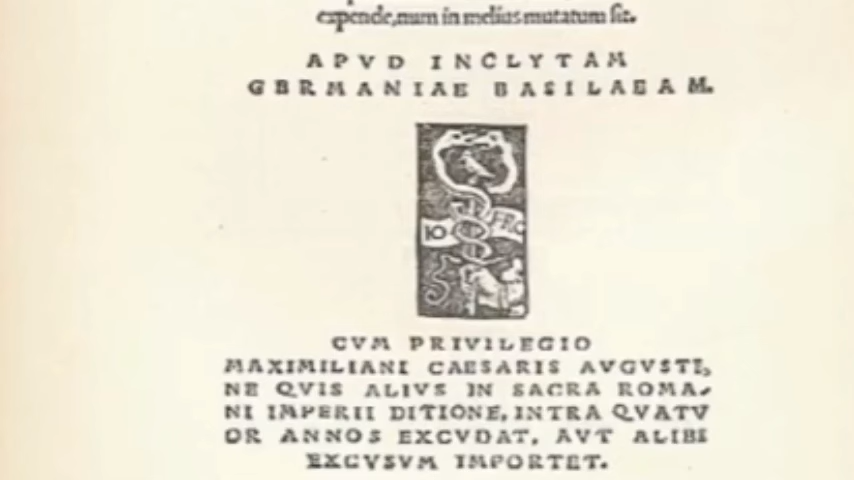 expende, num in melius mutatum sit.
APVD INCLYTAM
GERMANIAE BASILAEAM.
IO FRO
CVM PRIVILEGIO
MAXIMILIANI CAESARIS AVGVSTI,
NE QVIS ALIVS IN SACRA ROMA-
NI IMPERII DITIONE, INTRA QVATV
OR ANNOS EXCVDAT, AVT ALIBI
EXCVSVM IMPORTET.